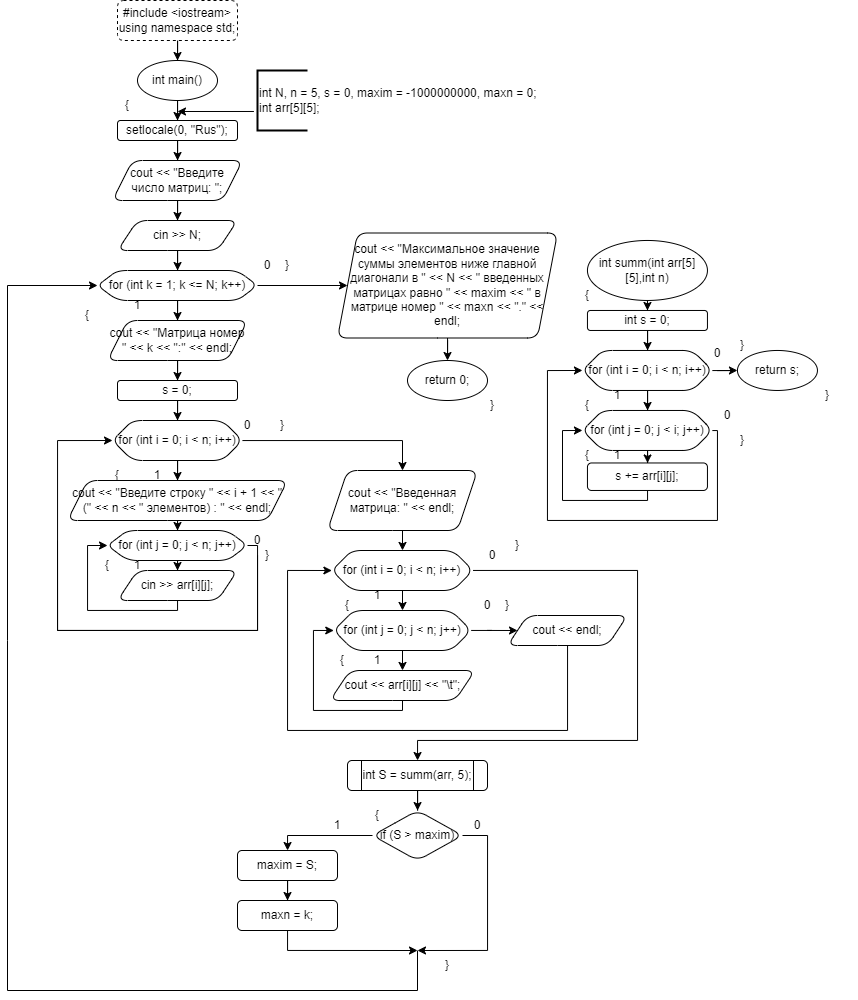 #include <iostream>
using namespace std;
int main()
{
int N, n = 5, s = 0, maxim = -1000000000, maxn = 0;
int arr[5][5];
setlocale(0, "Rus");
cout << "Введите
число матриц: ";
cin >> N;
for (int k = 1; k <= N; k++)
0
}
1
{
cout << "Максимальное значение
суммы элементов ниже главной
диагонали в " << N << " введенных
матрицах равно " << maxim << " в
матрице номер " << maxn << "." <<
endl;
return 0;
}
cout << "Матрица номер
" << k << ":" << endl;
s = 0;
for (int i = 0; i < n; i++)
0
}
{
1
cout << "Введите строку " << i + 1 << "
(" << n << " элементов) : " << endl;
for (int j = 0; j < n; j++)
0
}
{
1
cin >> arr[i][j];
cout << "Введенная
матрица: " << endl;
for (int i = 0; i < n; i++)
0
}
1
{
for (int j = 0; j < n; j++)
0
}
cout << endl;
{
1
cout << arr[i][j] << "\t";
int S = summ(arr, 5);
{
if (S > maxim)
1
0
maxim = S;
maxn = k;
}
int summ(int arr[5]
[5],int n)
{
int s = 0;
for (int i = 0; i < n; i++)
0
}
return s;
}
1
{
for (int j = 0; j < i; j++)
0
}
{
1
s += arr[i][j];